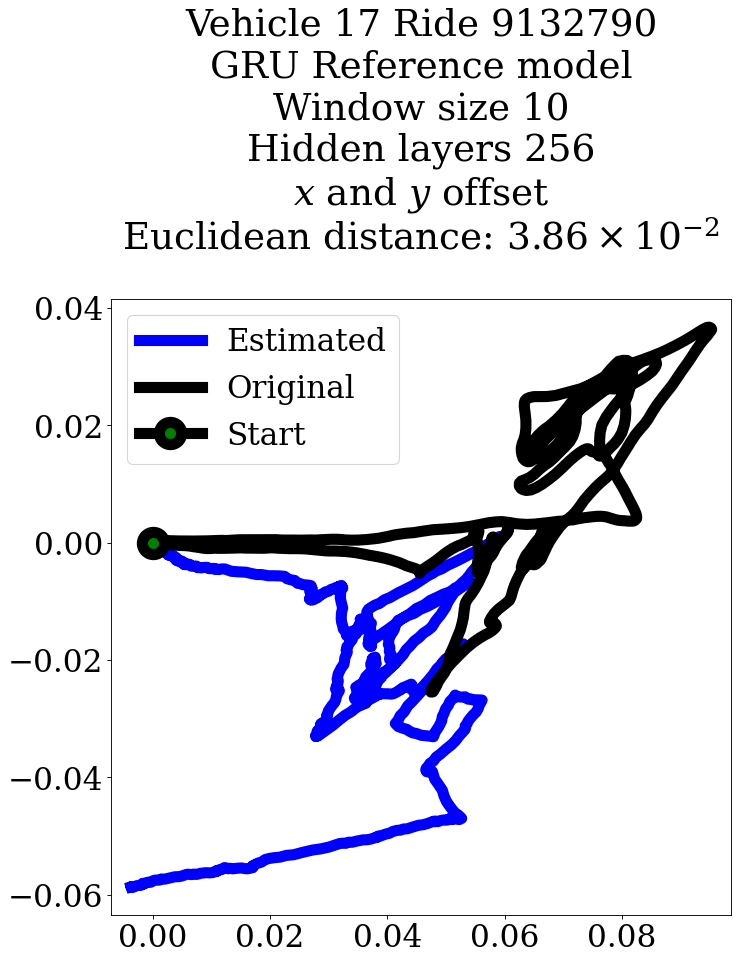 Vehicle 17 Ride 9132790
GRU Reference model
Window size 10
Hidden layers 256
x and y offset
Euclidean distance: 3.86 × 10⁻²
0.04
0.02
0.00
−0.02
−0.04
−0.06
Estimated
Original
Start
0.00 0.02 0.04 0.06 0.08